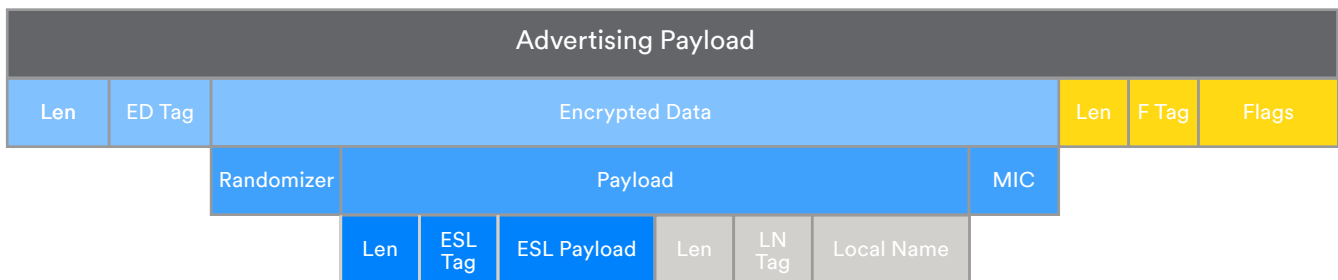 Advertising Payload
Len ED Tag Encrypted Data Len F Tag Flags
Randomizer Payload MIC
Len ESL Tag ESL Payload Len LN Tag Local Name